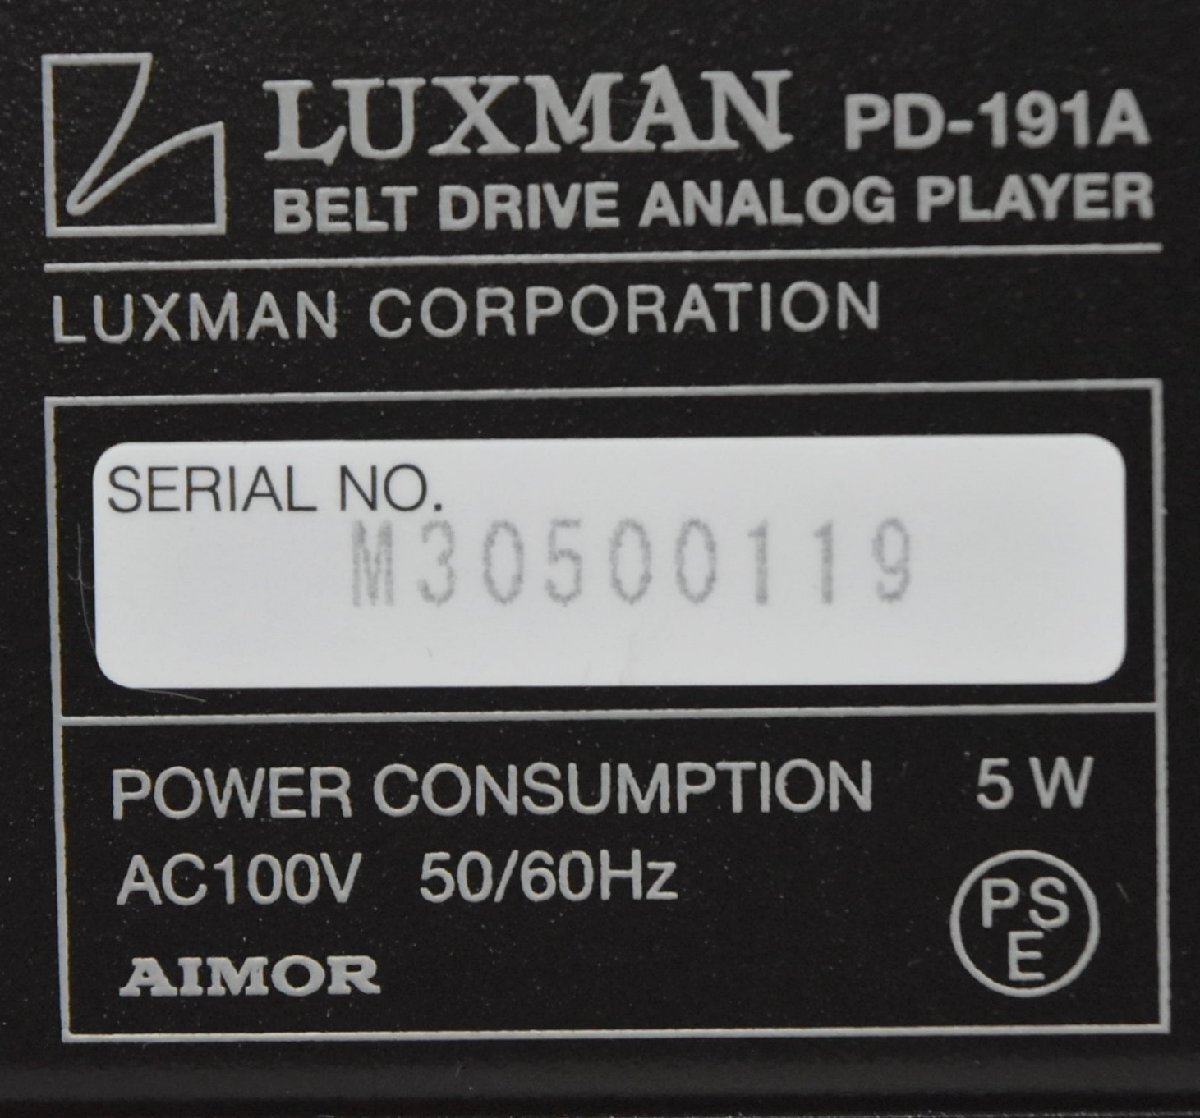 LUXMAN PD-191A
BELT DRIVE ANALOG PLAYER
LUXMAN CORPORATION
SERIAL NO.
M30500119
POWER CONSUMPTION 5 W
AC100V 50/60Hz
PS
E
AIMOR